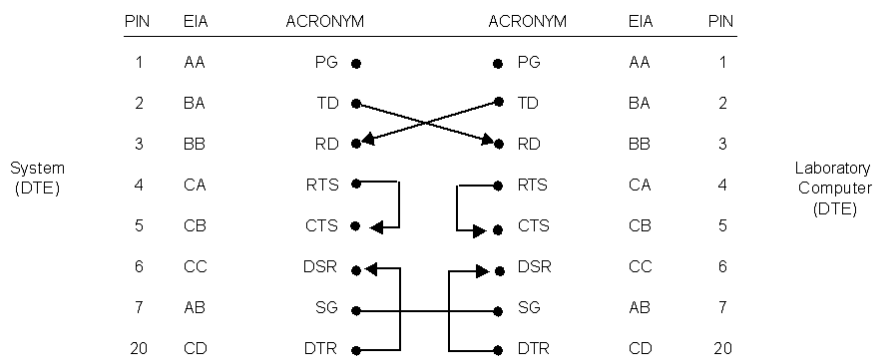 PIN EIA ACRONYM ACRONYM EIA PIN
1 AA PG PG AA 1
2 BA TD TD BA 2
3 BB RD RD BB 3
System
(DTE)
4 CA RTS RTS CA 4
Laboratory
Computer
(DTE)
5 CB CTS CTS CB 5
6 CC DSR DSR CC 6
7 AB SG SG AB 7
20 CD DTR DTR CD 20